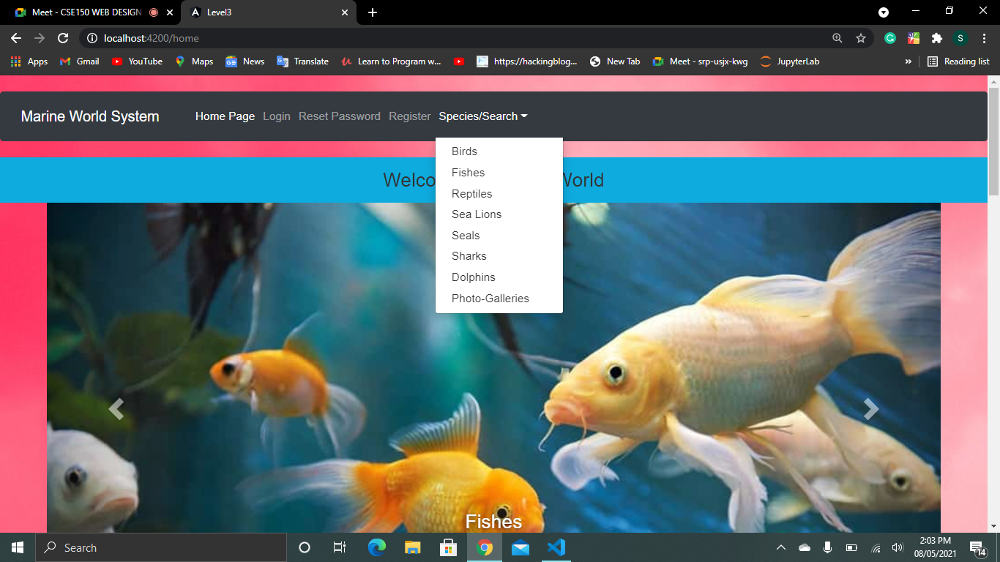 Meet - CSE150 WEB DESIGN
Level3
localhost:4200/home
S
Apps Gmail YouTube Maps News Translate Learn to Program w... https://hackingblog... New Tab Meet - srp-usjx-kwg JupyterLab » Reading list
Marine World System Home Page Login Reset Password Register Species/Search
Birds
Fishes
Reptiles
Sea Lions
Seals
Sharks
Dolphins
Photo-Galleries
World
Fishes
Search
2:03 PM
08/05/2021
14